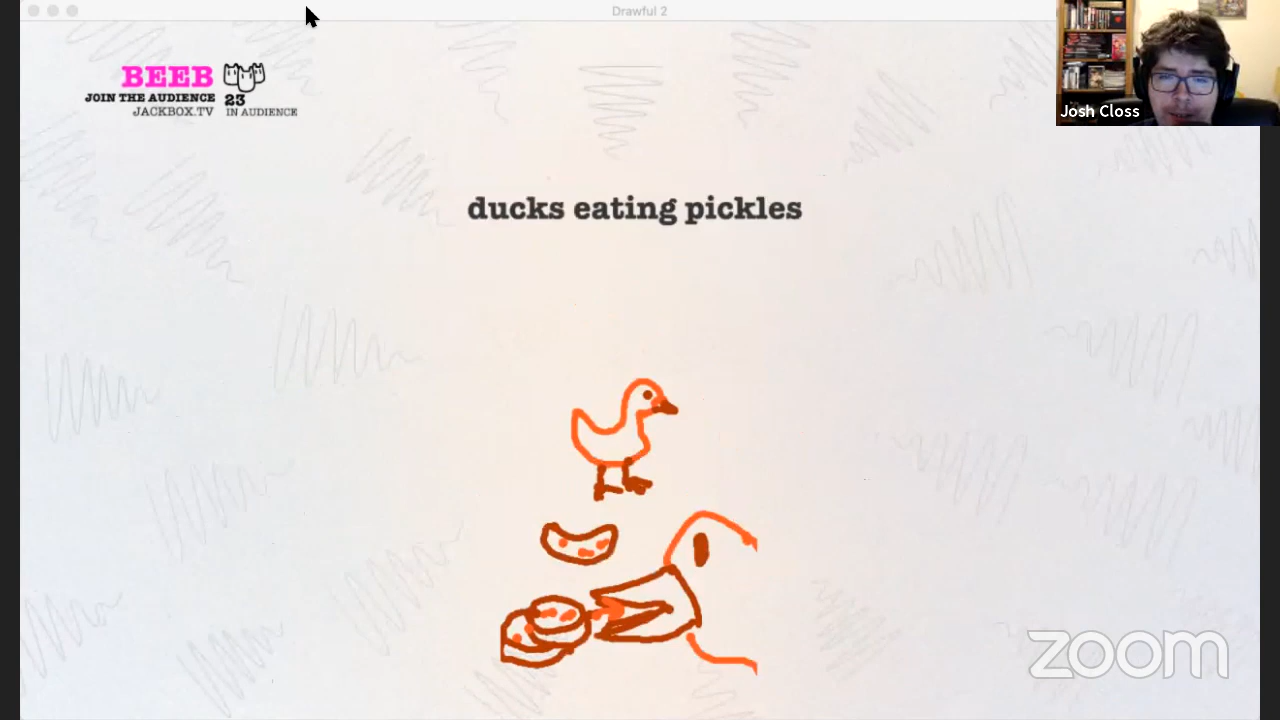 Drawful 2
BEEB
JOIN THE AUDIENCE
JACKBOX.TV
23
IN AUDIENCE
Josh Closs
ducks eating pickles
zoom